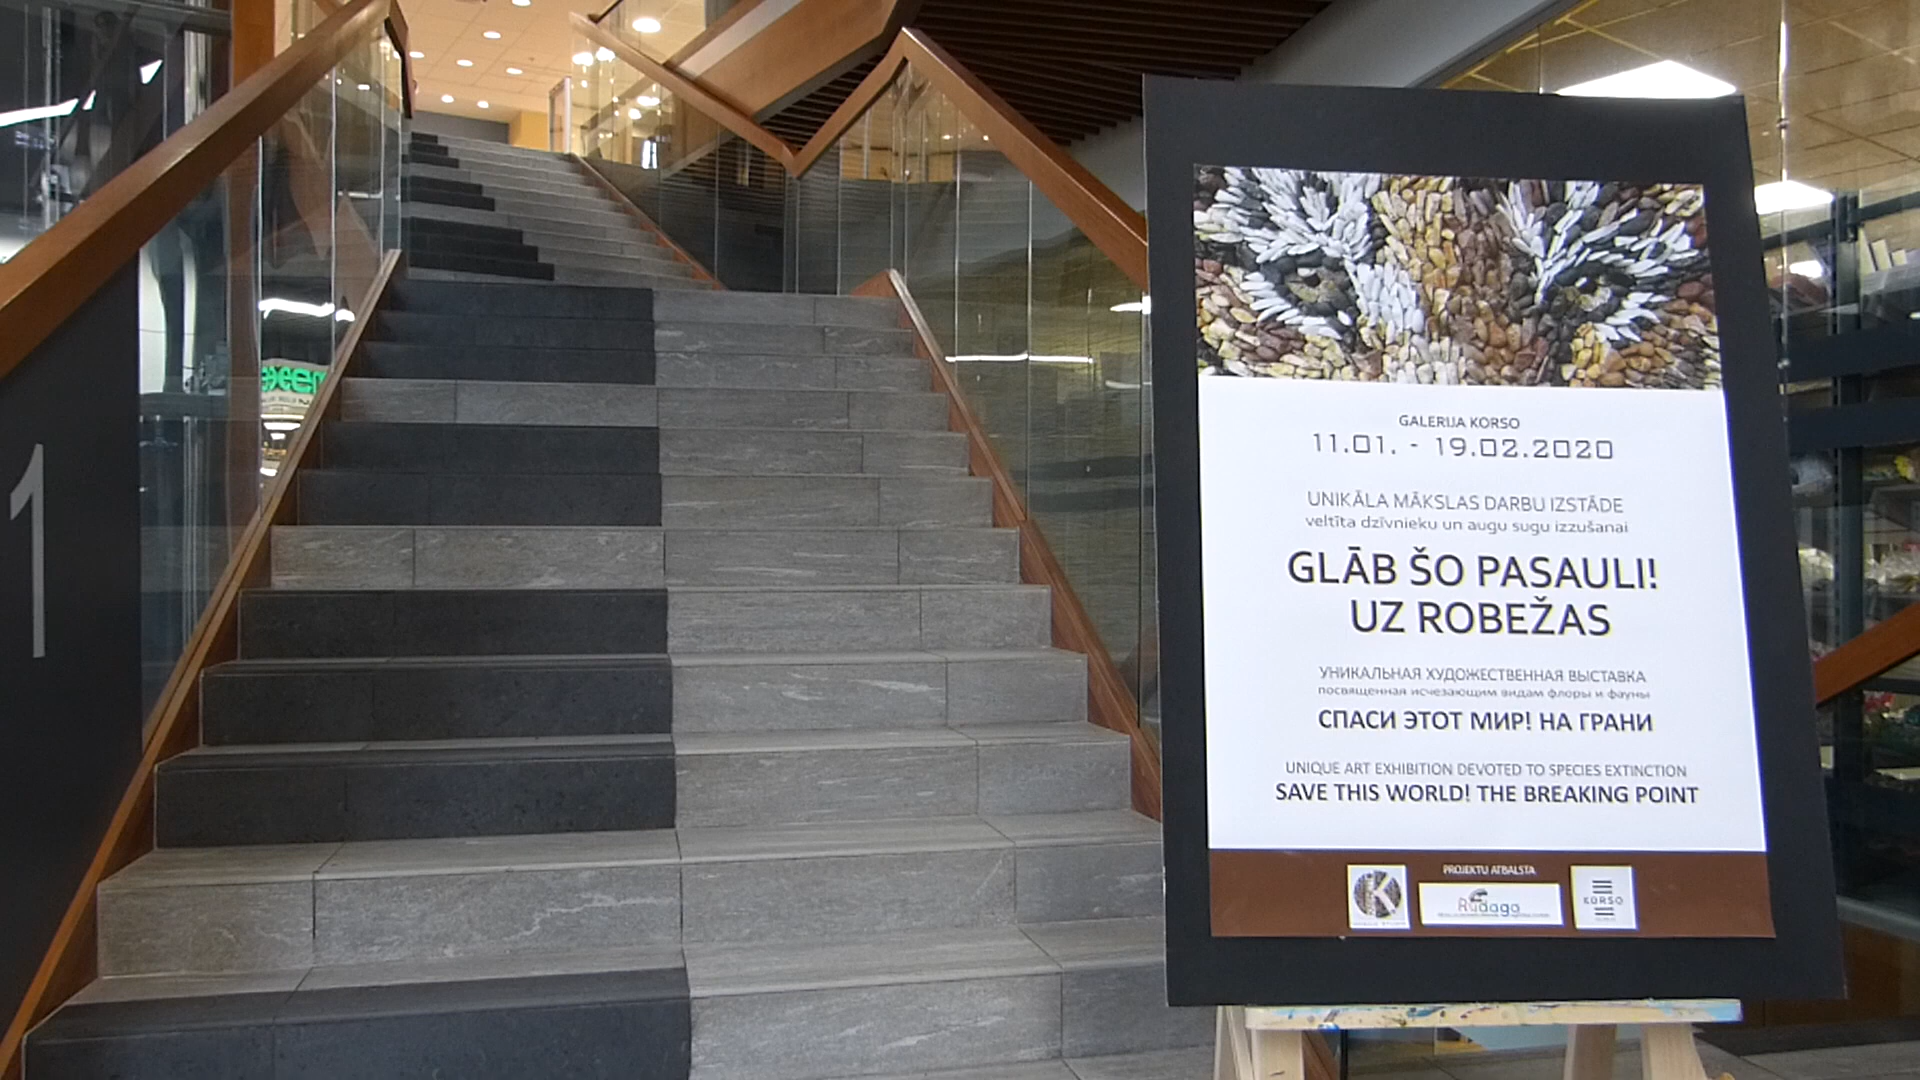 1
GALERIJA KORSO
11.01. - 19.02.2020
UNIKĀLA MĀKSLAS DARBU IZSTĀDE
veltīta dzīvnieku un augu sugu izzušanai
GLĀB ŠO PASAULI!
UZ ROBEŽAS
УНИКАЛЬНАЯ ХУДОЖЕСТВЕННАЯ ВЫСТАВКА
посвященная исчезающим видам флоры и фауны
СПАСИ ЭТОТ МИР! НА ГРАНИ
UNIQUE ART EXHIBITION DEVOTED TO SPECIES EXTINCTION
SAVE THIS WORLD! THE BREAKING POINT
PROJEKTU ATBALSTA
K
Rydaga
KORSO